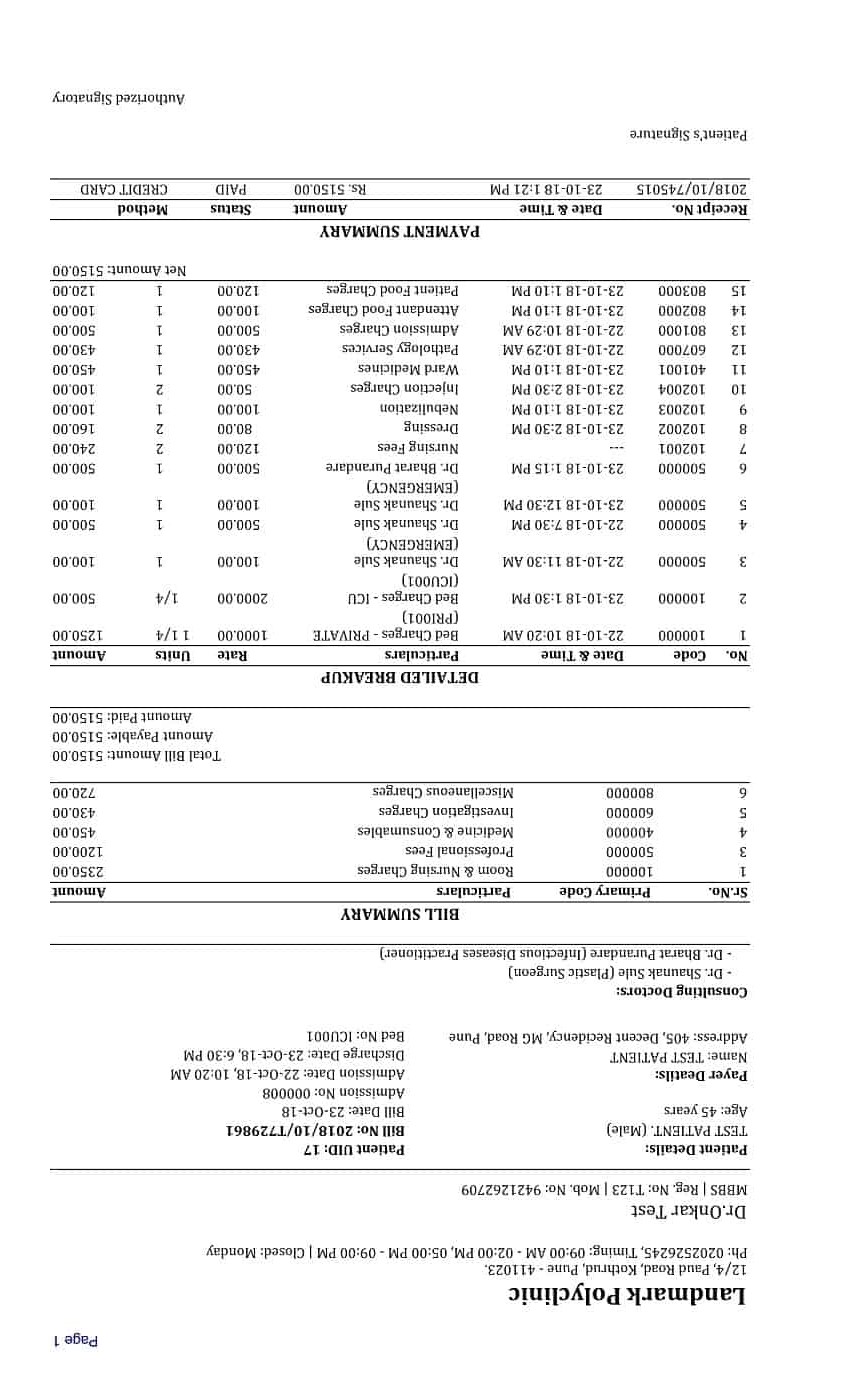 Page 1
Landmark Polyclinic
12/4, Paud Road, Kothrud, Pune - 411023.
Ph: 02025256245, Timing: 09:00 AM - 02:00 PM, 05:00 PM - 09:00 PM | Closed: Monday
Dr.Onkar Test
MBBS | Reg. No: T123 | Mob. No: 9421262709
Patient Details: Patient UID: 17
TEST PATIENT. (Male) Bill No: 2018/10/T729861
Age: 45 years Bill Date: 23-Oct-18
Admission No: 000008
Payer Deatils: Admission Date: 22-Oct-18, 10:20 AM
Name: TEST PATIENT Discharge Date: 23-Oct-18, 6:30 PM
Address: 405, Decent Recidency, MG Road, Pune Bed No: ICU001
Consulting Doctors:
- Dr. Shaunak Sule (Plastic Surgeon)
- Dr. Bharat Purandare (Infectious Diseases Practitioner)
BILL SUMMARY
Sr.No. Primary Code Particulars Amount
1 100000 Room & Nursing Charges 2350.00
3 500000 Professional Fees 1200.00
4 400000 Medicine & Consumables 450.00
5 600000 Investigation Charges 430.00
6 800000 Miscellaneous Charges 720.00
Total Bill Amount: 5150.00
Amount Payable: 5150.00
Amount Paid: 5150.00
DETAILED BREAKUP
No. Code Date & Time Particulars Rate Units Amount
1 100000 22-10-18 10:20 AM Bed Charges - PRIVATE 1000.00 1 1/4 1250.00
(PRI001)
2 100000 23-10-18 1:30 PM Bed Charges - ICU 2000.00 1/4 500.00
(ICU001)
3 500000 22-10-18 11:30 AM Dr. Shaunak Sule 100.00 1 100.00
(EMERGENCY)
4 500000 22-10-18 7:30 PM Dr. Shaunak Sule 500.00 1 500.00
5 500000 23-10-18 12:30 PM Dr. Shaunak Sule 100.00 1 100.00
(EMERGENCY)
6 500000 23-10-18 1:15 PM Dr. Bharat Purandare 500.00 1 500.00
7 102001 --- Nursing Fees 120.00 2 240.00
8 102002 23-10-18 2:30 PM Dressing 80.00 2 160.00
9 102003 23-10-18 1:10 PM Nebulization 100.00 1 100.00
10 102004 23-10-18 2:30 PM Injection Charges 50.00 2 100.00
11 401001 23-10-18 1:10 PM Ward Medicines 450.00 1 450.00
12 607000 22-10-18 10:29 AM Pathology Services 430.00 1 430.00
13 801000 22-10-18 10:29 AM Admission Charges 500.00 1 500.00
14 802000 23-10-18 1:10 PM Attendant Food Charges 100.00 1 100.00
15 803000 23-10-18 1:10 PM Patient Food Charges 120.00 1 120.00
Net Amount: 5150.00
PAYMENT SUMMARY
Receipt No. Date & Time Amount Status Method
2018/10/745015 23-10-18 1:21 PM Rs. 5150.00 PAID CREDIT CARD
Patient's Signature
Authorized Signatory